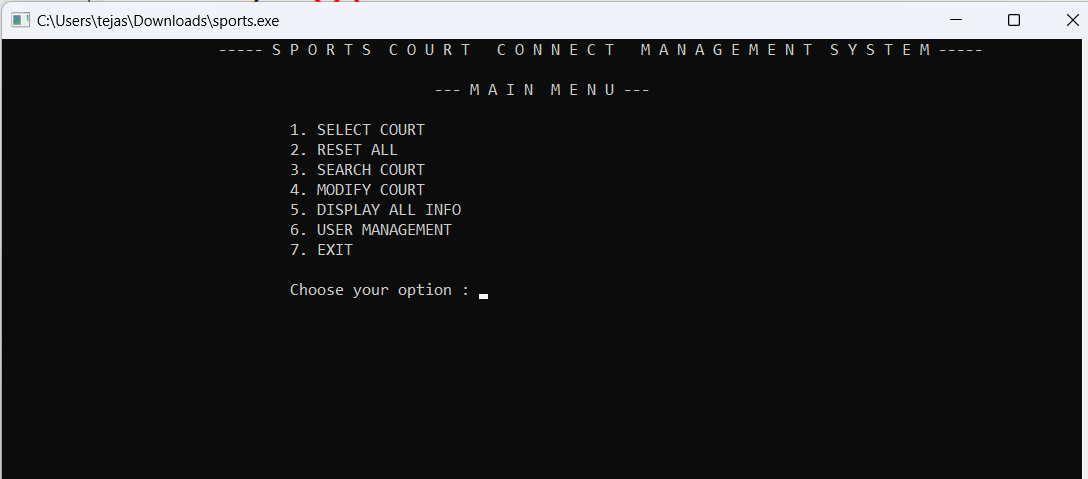 C:\Users\tejas\Downloads\sports.exe
----- S P O R T S   C O U R T   C O N N E C T   M A N A G E M E N T   S Y S T E M -----
--- M A I N   M E N U ---
1. SELECT COURT
2. RESET ALL
3. SEARCH COURT
4. MODIFY COURT
5. DISPLAY ALL INFO
6. USER MANAGEMENT
7. EXIT
Choose your option :